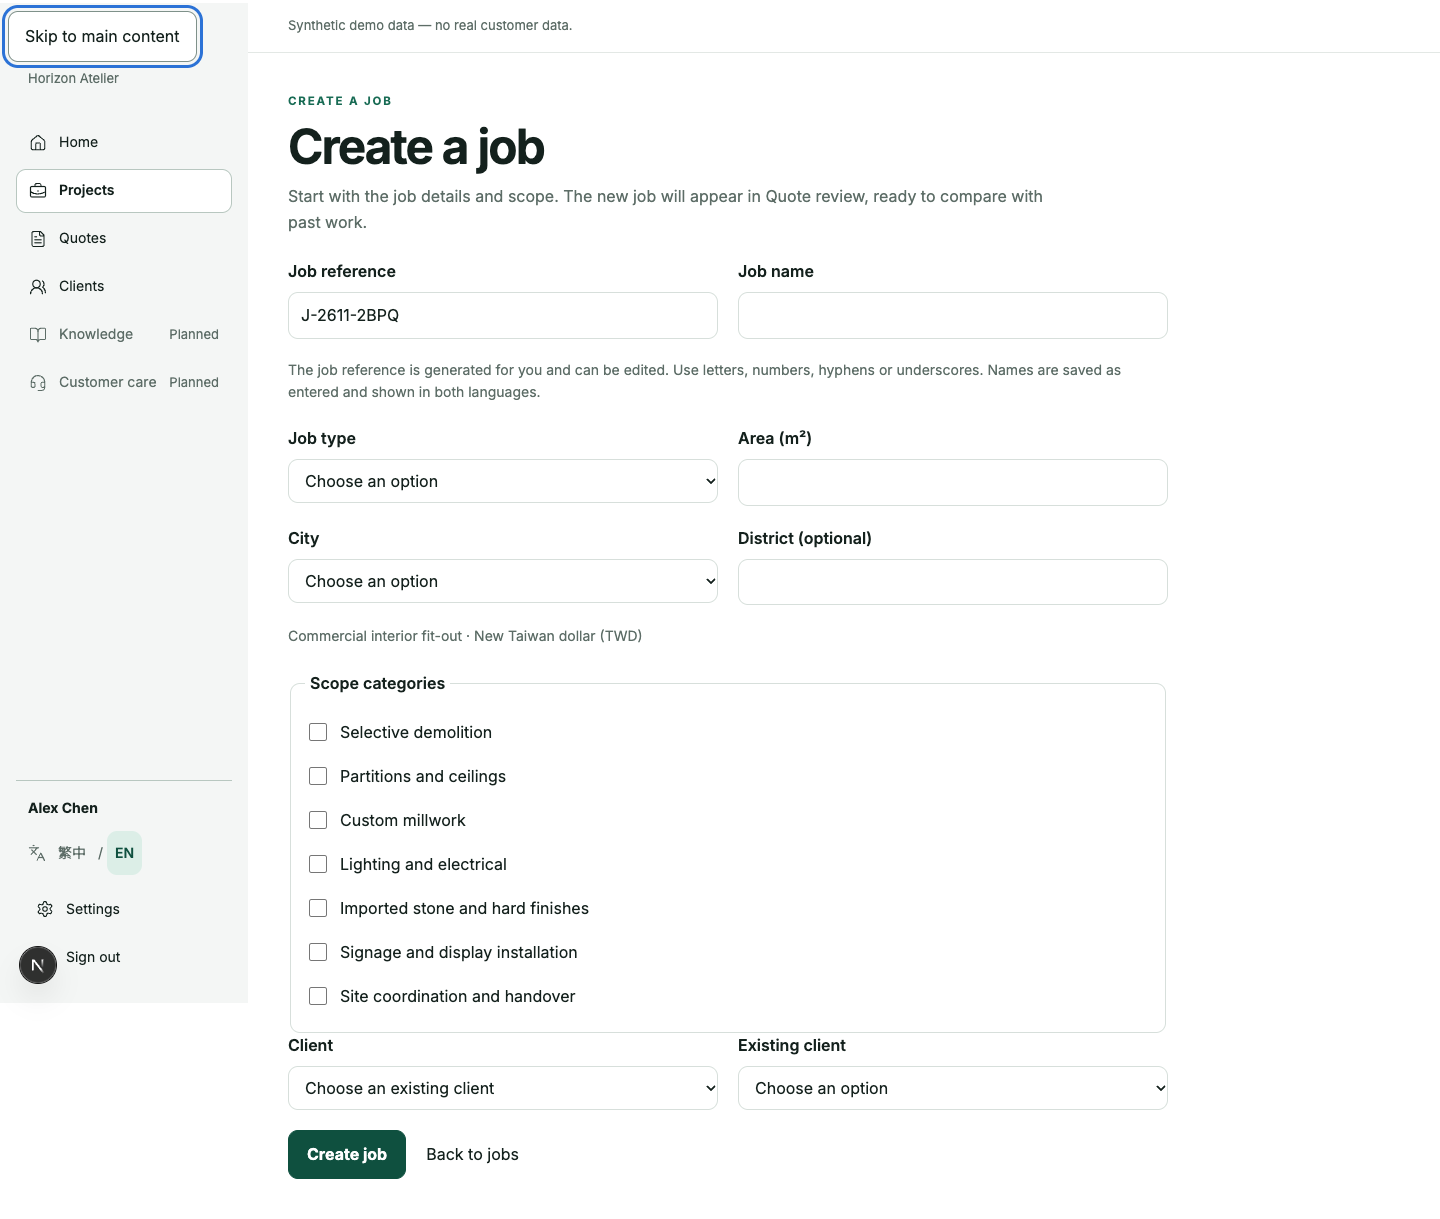 Skip to main content
Horizon Atelier
Home
Projects
Quotes
Clients
Knowledge Planned
Customer care Planned
Alex Chen
繁中 / EN
Settings
N Sign out
Synthetic demo data — no real customer data.
CREATE A JOB
Create a job
Start with the job details and scope. The new job will appear in Quote review, ready to compare with
past work.
Job reference Job name
J-2611-2BPQ
The job reference is generated for you and can be edited. Use letters, numbers, hyphens or underscores. Names are saved as
entered and shown in both languages.
Job type Area (m²)
Choose an option
City District (optional)
Choose an option
Commercial interior fit-out · New Taiwan dollar (TWD)
Scope categories
Selective demolition
Partitions and ceilings
Custom millwork
Lighting and electrical
Imported stone and hard finishes
Signage and display installation
Site coordination and handover
Client Existing client
Choose an existing client Choose an option
Create job Back to jobs